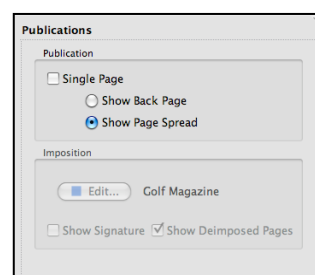 Publications
Publication
Single Page
Show Back Page
Show Page Spread
Imposition
Edit... Golf Magazine
Show Signature Show Deimposed Pages